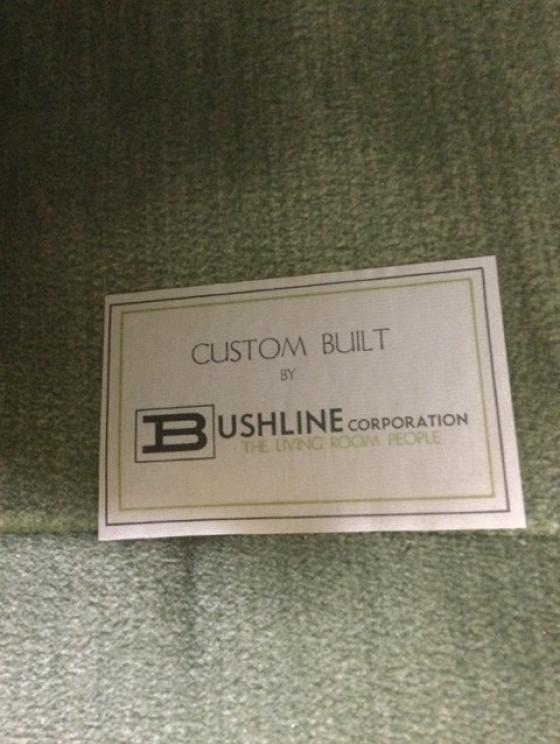 CUSTOM BUILT
BY
BUSHLINE CORPORATION
THE LIVING ROOM PEOPLE